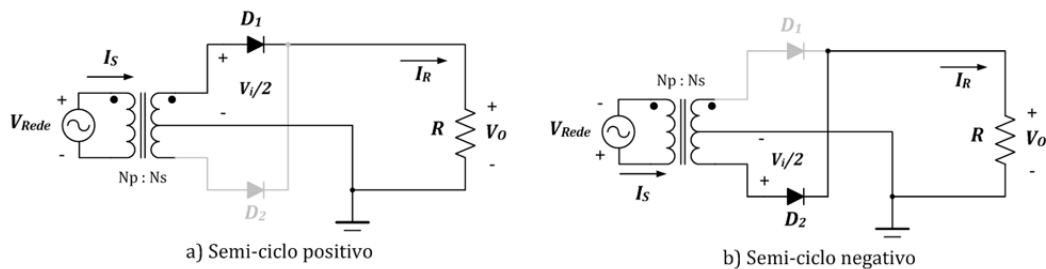 D1
IS
+
Vi/2
-
IR
+
VRede
-
R
+
VO
-
Np : Ns
D2
a) Semi-ciclo positivo
D1
Np : Ns
IR
-
VRede
+
IS
-
Vi/2
+
D2
R
+
VO
-
b) Semi-ciclo negativo